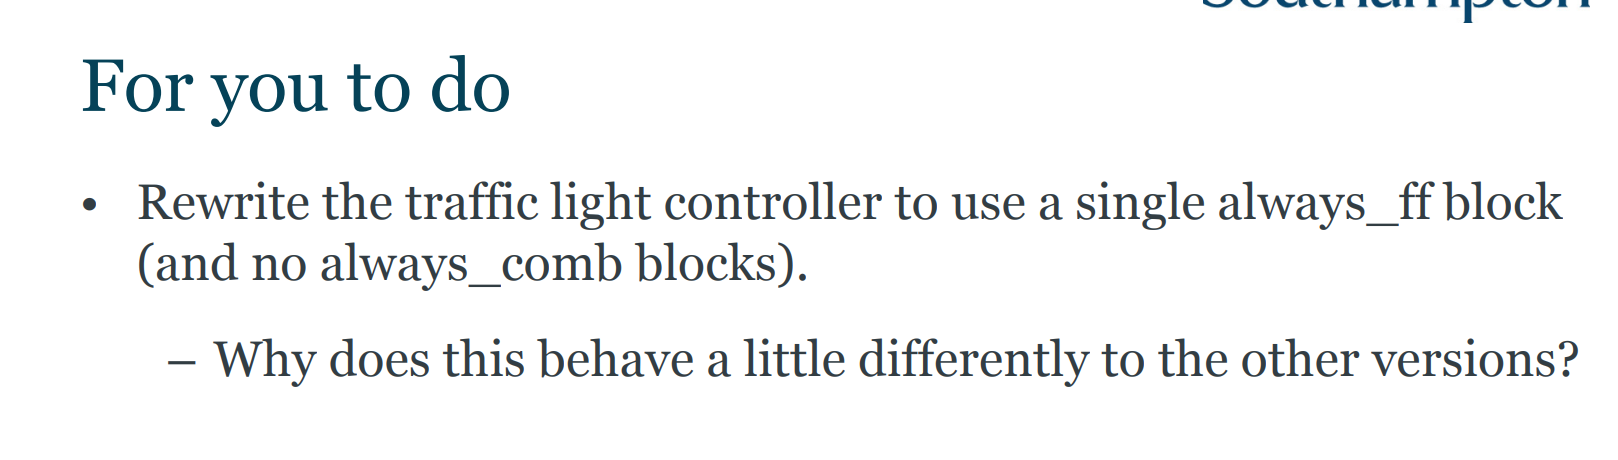 Southampton
For you to do
• Rewrite the traffic light controller to use a single always_ff block
(and no always_comb blocks).
– Why does this behave a little differently to the other versions?